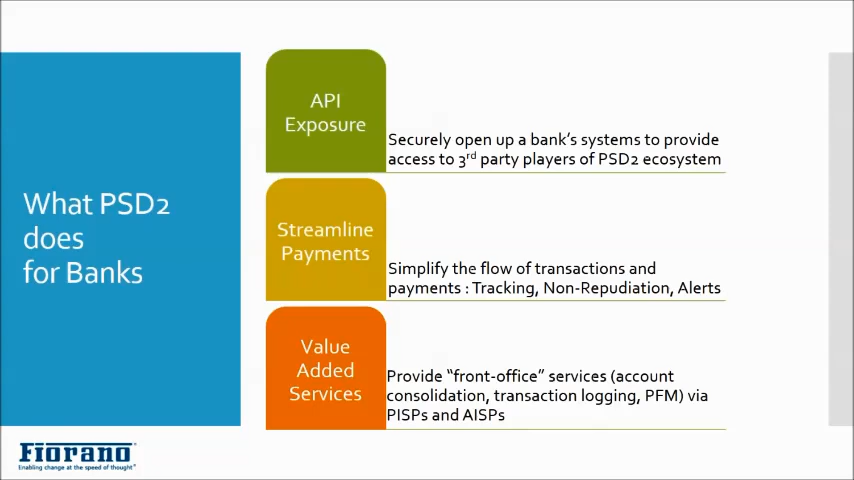 What PSD2
does
for Banks
API
Exposure
Securely open up a bank's systems to provide
access to 3rd party players of PSD2 ecosystem
Streamline
Payments
Simplify the flow of transactions and
payments : Tracking, Non-Repudiation, Alerts
Value
Added
Services
Provide “front-office” services (account
consolidation, transaction logging, PFM) via
PISPs and AISPs
Fiorano®
Enabling change at the speed of thought®